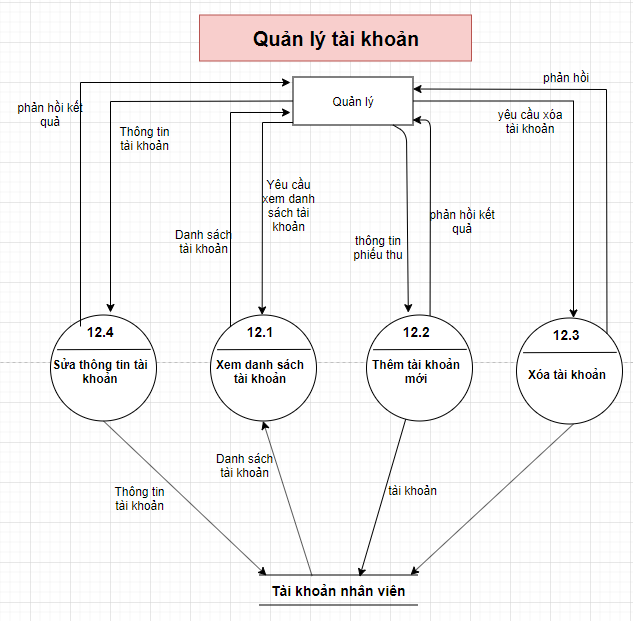 Quản lý tài khoản
Quản lý
phản hồi
phản hồi kết
quả
Thông tin
tài khoản
yêu cầu xóa
tài khoản
Yêu cầu
xem danh
sách tài
khoản
Danh sách
tài khoản
thông tin
phiếu thu
phản hồi kết
quả
12.4
Sửa thông tin tài
khoản
12.1
Xem danh sách
tài khoản
12.2
Thêm tài khoản
mới
12.3
Xóa tài khoản
Thông tin
tài khoản
Danh sách
tài khoản
tài khoản
Tài khoản nhân viên